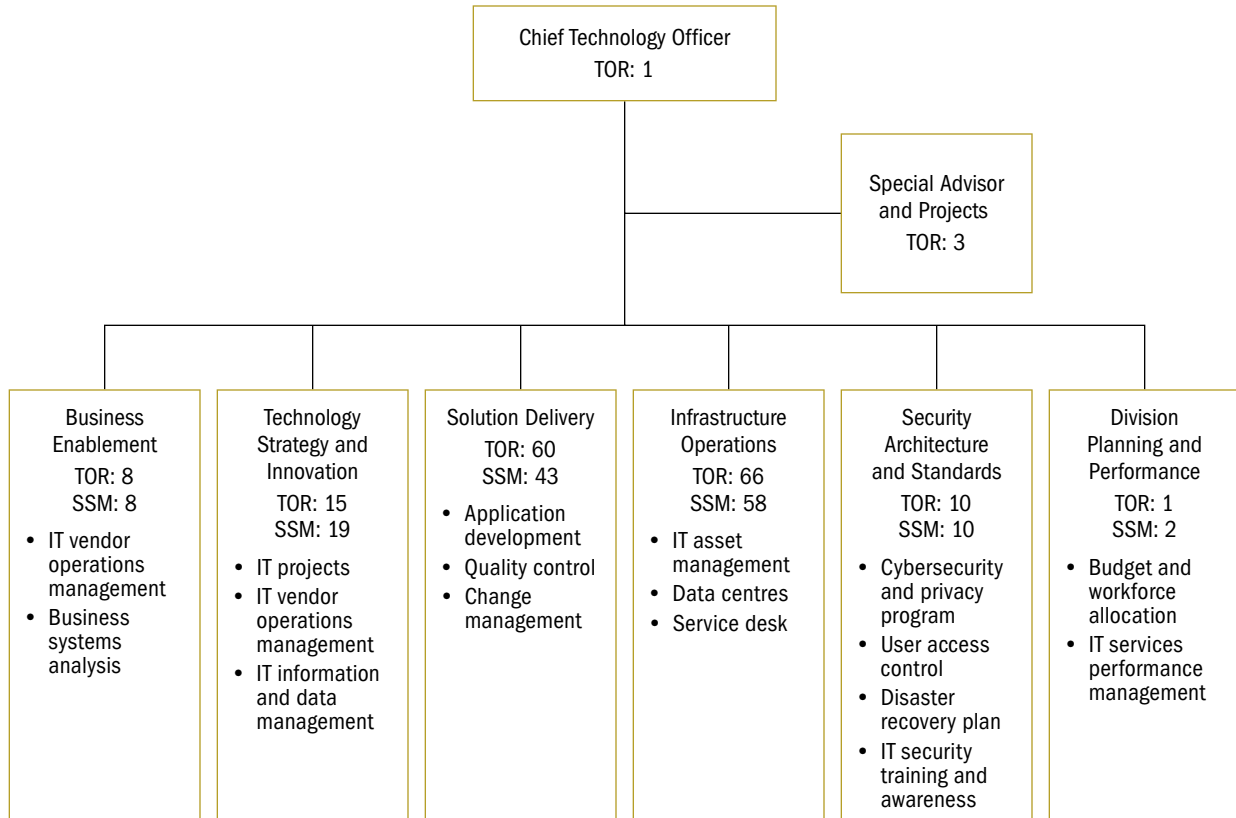 Chief Technology Officer
TOR: 1
Special Advisor
and Projects
TOR: 3
Business
Enablement
TOR: 8
SSM: 8
• IT vendor
operations
management
• Business
systems
analysis
Technology
Strategy and
Innovation
TOR: 15
SSM: 19
• IT projects
• IT vendor
operations
management
• IT information
and data
management
Solution Delivery
TOR: 60
SSM: 43
• Application
development
• Quality control
• Change
management
Infrastructure
Operations
TOR: 66
SSM: 58
• IT asset
management
• Data centres
• Service desk
Security
Architecture
and Standards
TOR: 10
SSM: 10
• Cybersecurity
and privacy
program
• User access
control
• Disaster
recovery plan
• IT security
training and
awareness
Division
Planning and
Performance
TOR: 1
SSM: 2
• Budget and
workforce
allocation
• IT services
performance
management